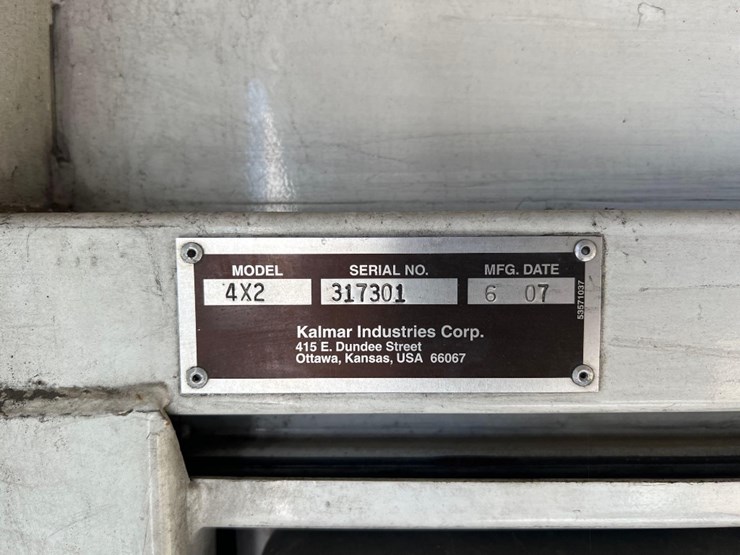 MODEL SERIAL NO. MFG. DATE
4X2 317301 6 07
Kalmar Industries Corp.
415 E. Dundee Street
Ottawa, Kansas, USA 66067
53571037